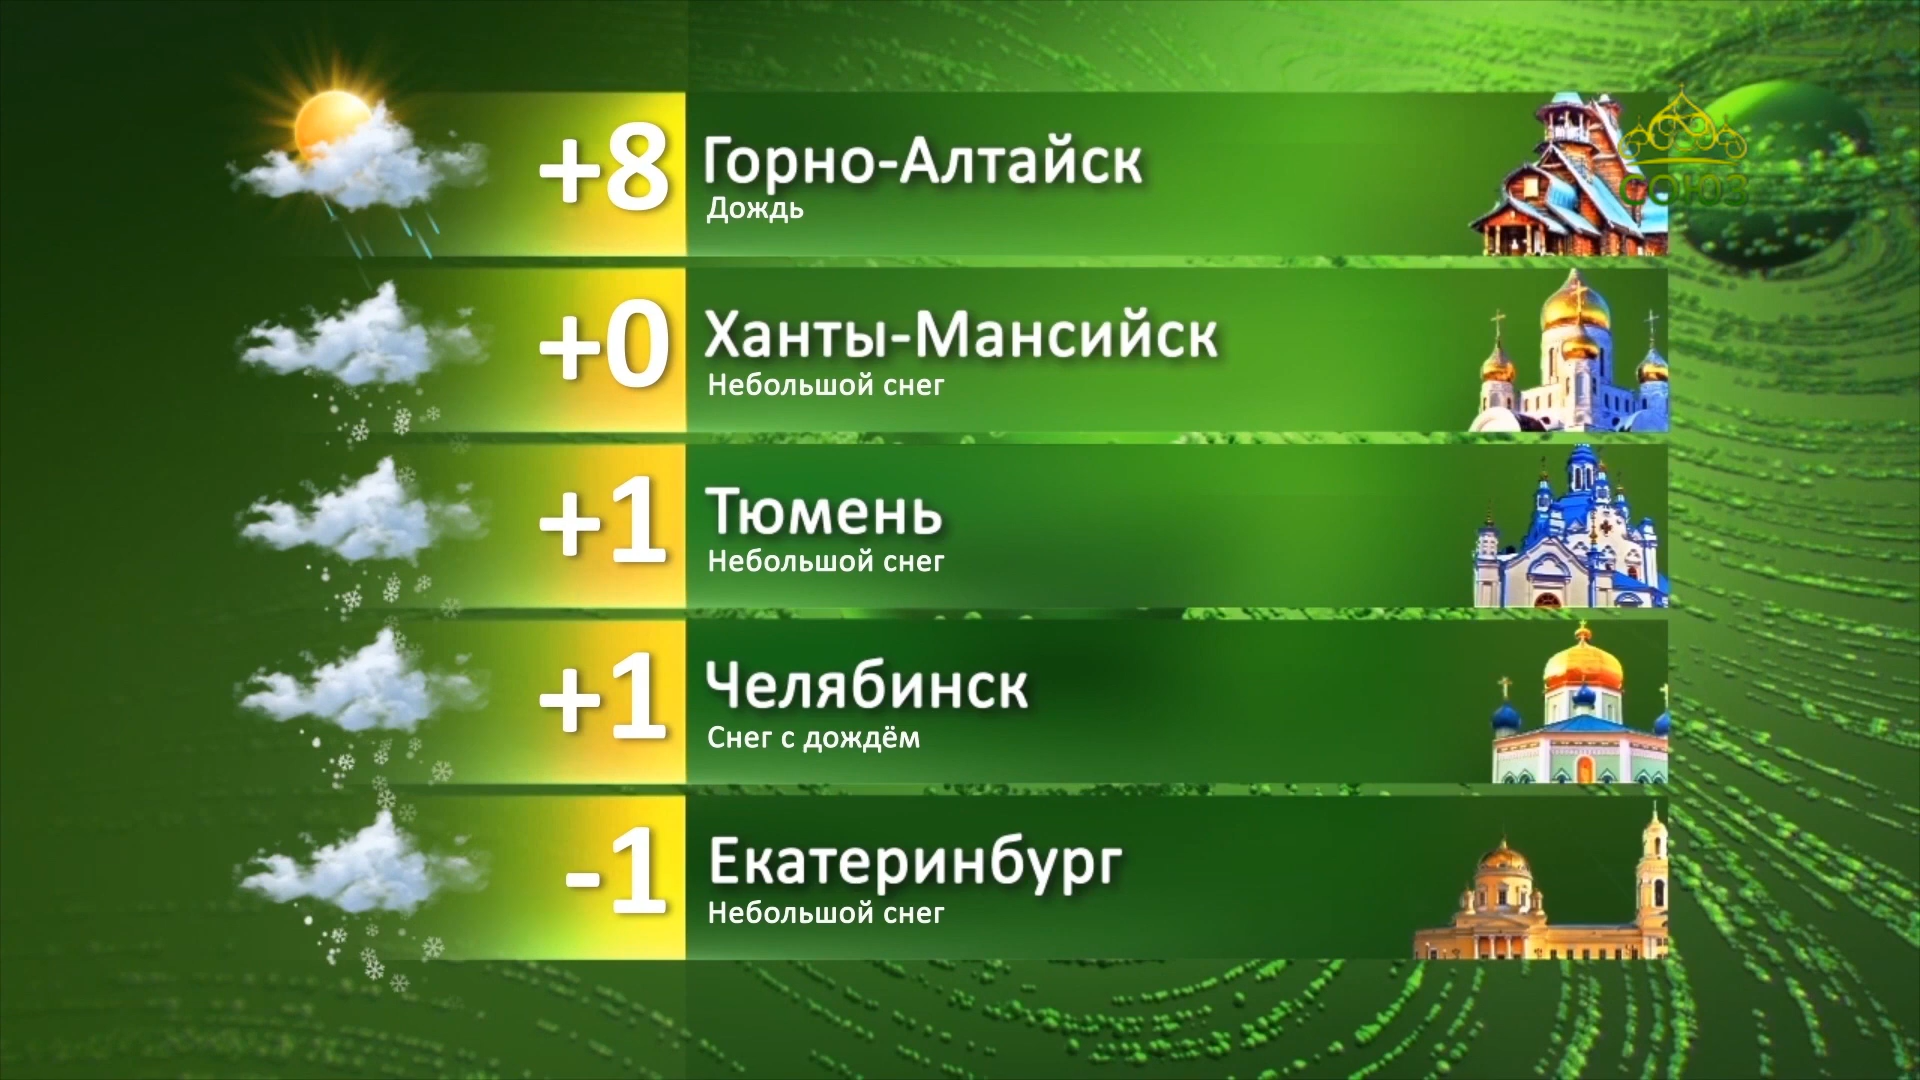 СОЮЗ
+8
Горно-Алтайск
Дождь
+0
Ханты-Мансийск
Небольшой снег
+1
Тюмень
Небольшой снег
+1
Челябинск
Снег с дождём
-1
Екатеринбург
Небольшой снег